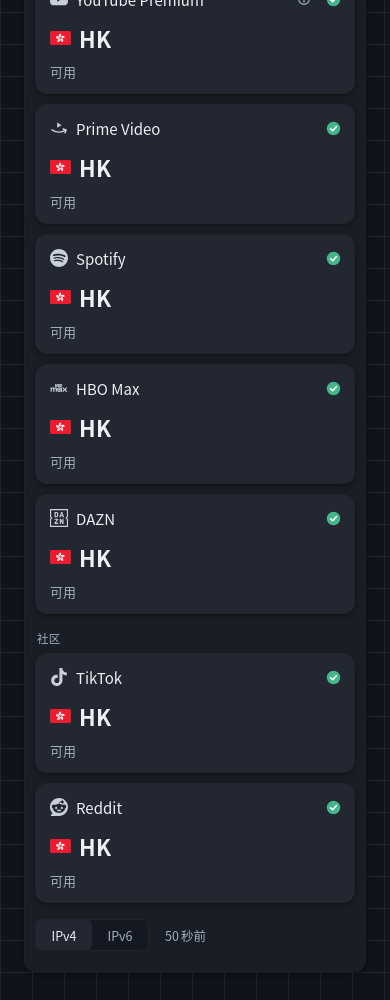 YouTube Premium
HK
可用
Prime Video
HK
可用
Spotify
HK
可用
HBO Max
HK
可用
DAZN
HK
可用
社区
TikTok
HK
可用
Reddit
HK
可用
IPv4 IPv6 50 秒前